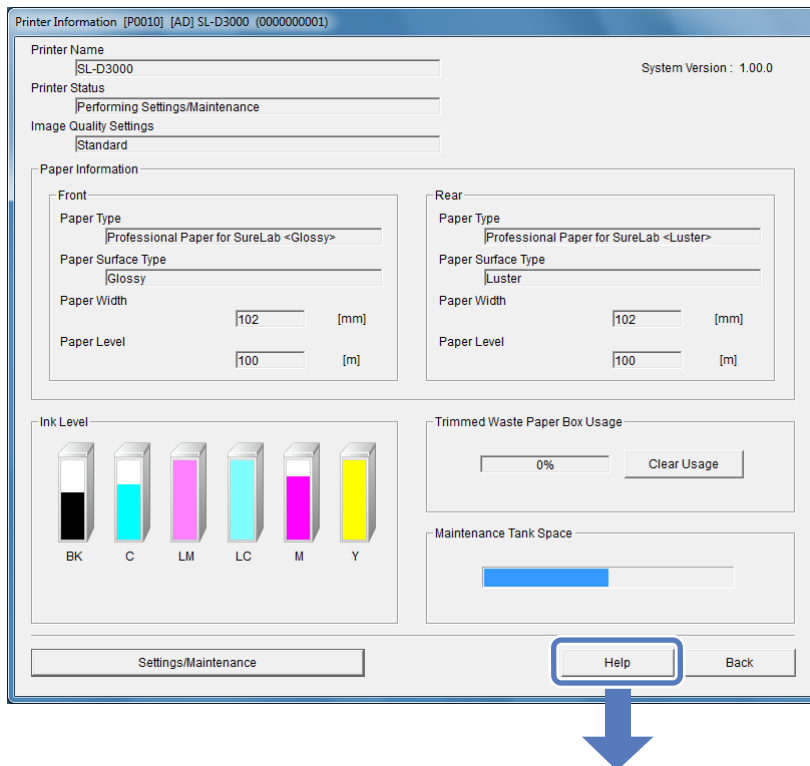 Printer Information [P0010] [AD] SL-D3000 (0000000001)
Printer Name
SL-D3000
System Version : 1.00.0
Printer Status
Performing Settings/Maintenance
Image Quality Settings
Standard
Paper Information
Front
Paper Type
Professional Paper for SureLab <Glossy>
Paper Surface Type
Glossy
Paper Width
102 [mm]
Paper Level
100 [m]
Rear
Paper Type
Professional Paper for SureLab <Luster>
Paper Surface Type
Luster
Paper Width
102 [mm]
Paper Level
100 [m]
Ink Level
BK C LM LC M Y
Trimmed Waste Paper Box Usage
0% Clear Usage
Maintenance Tank Space
Settings/Maintenance Help Back